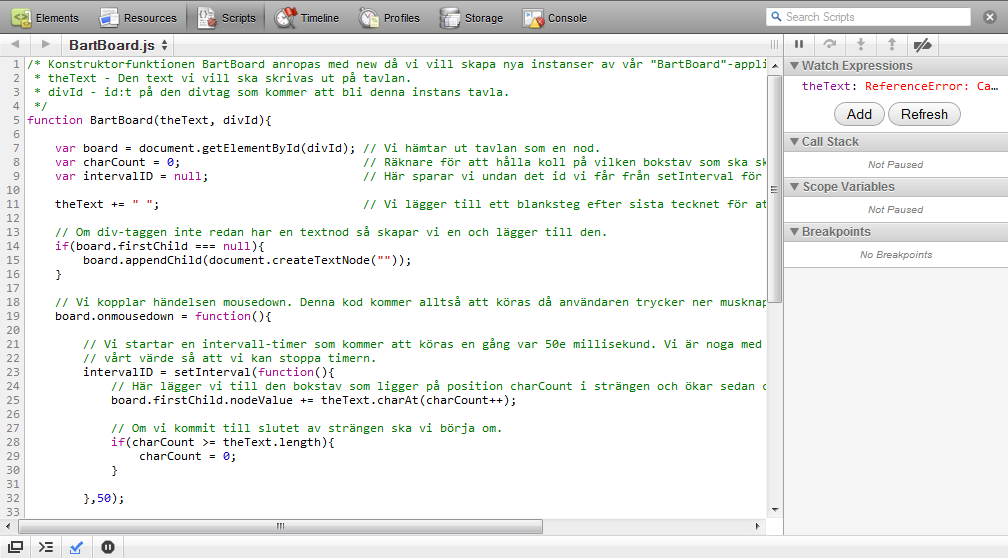 Elements Resources Scripts Timeline Profiles Storage Console Search Scripts
BartBoard.js
1 /* Konstruktorfunktionen BartBoard anropas med new då vi vill skapa nya instanser av vår "BartBoard"-appli
2 * theText - Den text vi vill ska skrivas ut på tavlan.
3 * divId - id:t på den divtag som kommer att bli denna instans tavla.
4 */
5 function BartBoard(theText, divId){
6
7 var board = document.getElementById(divId); // Vi hämtar ut tavlan som en nod.
8 var charCount = 0; // Räknare för att hålla koll på vilken bokstav som ska sk
9 var intervalID = null; // Här sparar vi undan det id vi får från setInterval för
10
11 theText += " "; // Vi lägger till ett blanksteg efter sista tecknet för at
12
13 // Om div-taggen inte redan har en textnod så skapar vi en och lägger till den.
14 if(board.firstChild === null){
15 board.appendChild(document.createTextNode(""));
16 }
17
18 // Vi kopplar händelsen mousedown. Denna kod kommer alltså att köras då användaren trycker ner musknap
19 board.onmousedown = function(){
20
21 // Vi startar en intervall-timer som kommer att köras en gång var 50e millisekund. Vi är noga med
22 // vårt värde så att vi kan stoppa timern.
23 intervalID = setInterval(function(){
24 // Här lägger vi till den bokstav som ligger på position charCount i strängen och ökar sedan
25 board.firstChild.nodeValue += theText.charAt(charCount++);
26
27 // Om vi kommit till slutet av strängen ska vi börja om.
28 if(charCount >= theText.length){
29 charCount = 0;
30 }
31
32 },50);
33
Watch Expressions
theText: ReferenceError: Ca…
Add Refresh
Call Stack
Not Paused
Scope Variables
Not Paused
Breakpoints
No Breakpoints